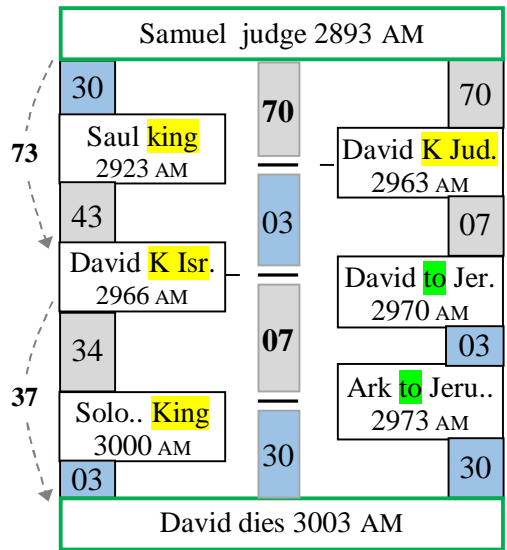 Samuel judge 2893 AM
30
70
70
73
Saul king
2923 AM
David K Jud.
2963 AM
43
03
07
David K Isr.
2966 AM
David to Jer.
2970 AM
34
07
03
37
Solo.. King
3000 AM
Ark to Jeru..
2973 AM
03
30
30
David dies 3003 AM